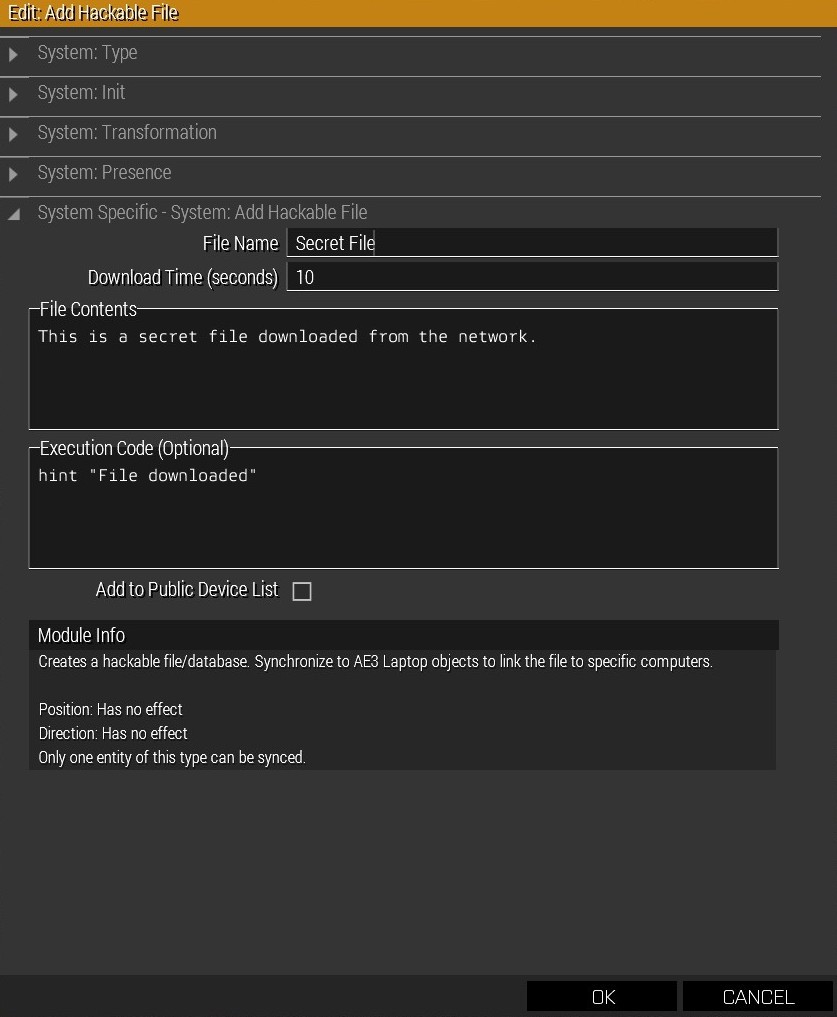 Edit: Add Hackable File
System: Type
System: Init
System: Transformation
System: Presence
System Specific - System: Add Hackable File
File Name Secret File
Download Time (seconds) 10
File Contents
This is a secret file downloaded from the network.
Execution Code (Optional)
hint "File downloaded"
Add to Public Device List
Module Info
Creates a hackable file/database. Synchronize to AE3 Laptop objects to link the file to specific computers.
Position: Has no effect
Direction: Has no effect
Only one entity of this type can be synced.
OK CANCEL